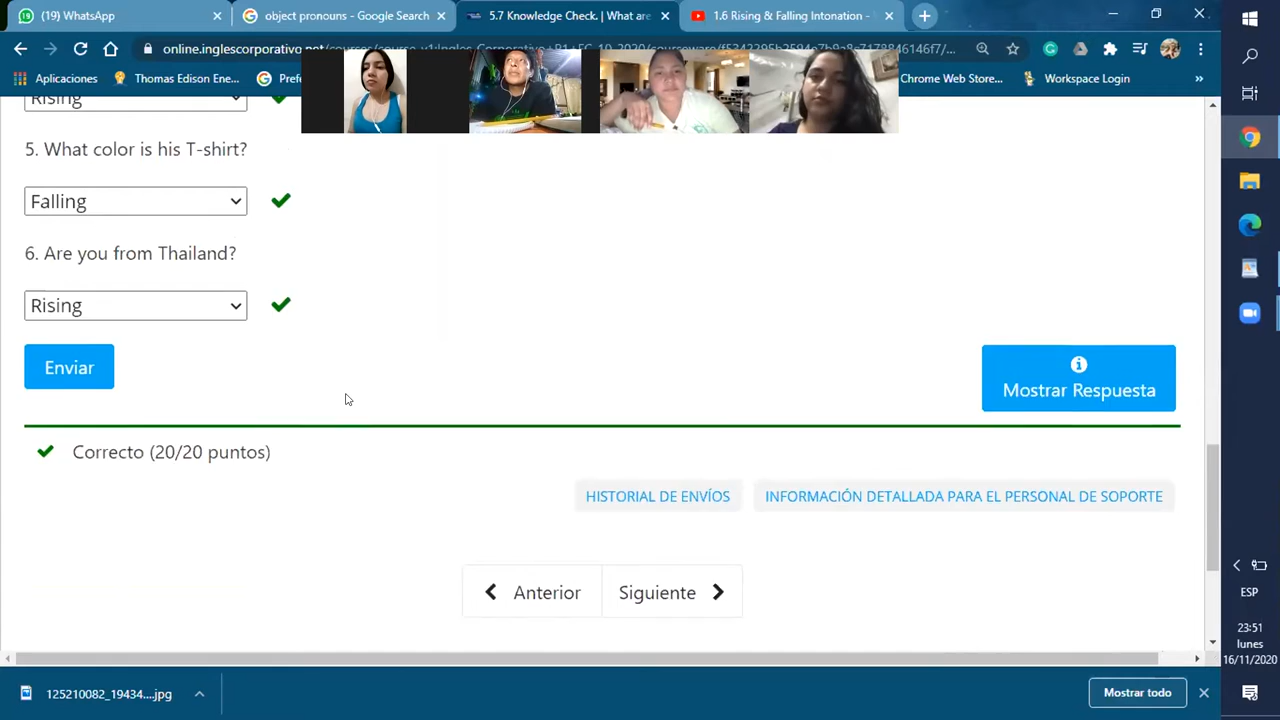 (19) WhatsApp
object pronouns - Google Search
5.7 Knowledge Check. | What are
1.6 Rising & Falling Intonation -
Aplicaciones
Thomas Edison Ene...
Chrome Web Store...
Workspace Login
Rising
5. What color is his T-shirt?
Falling
6. Are you from Thailand?
Rising
Enviar
Mostrar Respuesta
Correcto (20/20 puntos)
HISTORIAL DE ENVÍOS
INFORMACIÓN DETALLADA PARA EL PERSONAL DE SOPORTE
Anterior
Siguiente
ESP
23:51
lunes
16/11/2020
125210082_19434....jpg
Mostrar todo